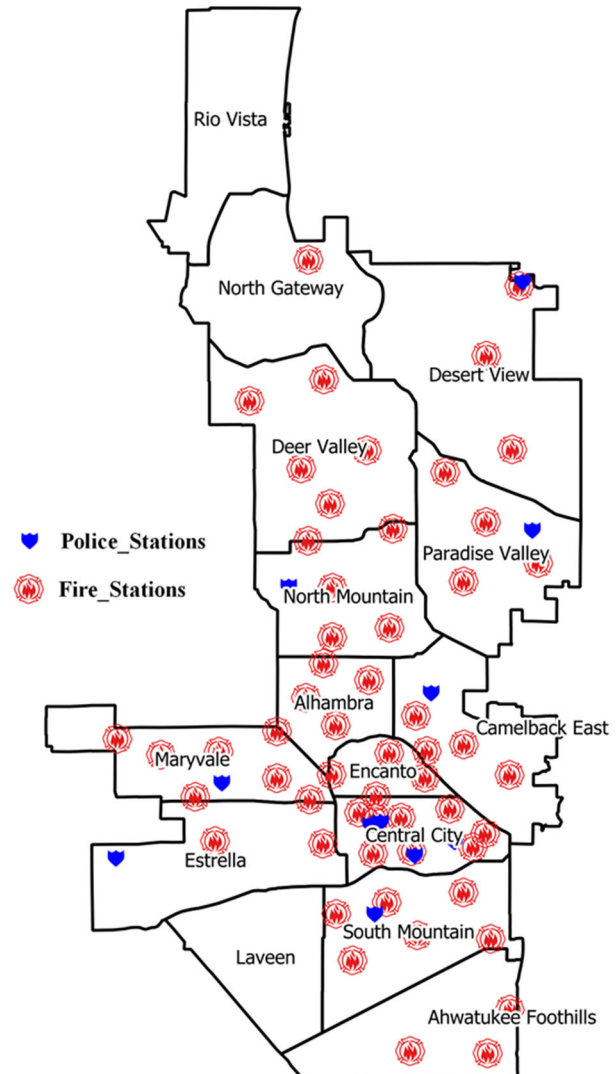 Rio Vista
North Gateway
Desert View
Deer Valley
Police_Stations
Paradise Valley
Fire_Stations
North Mountain
Alhambra
Camelback East
Maryvale
Encanto
Central City
Estrella
South Mountain
Laveen
Ahwatukee Foothills